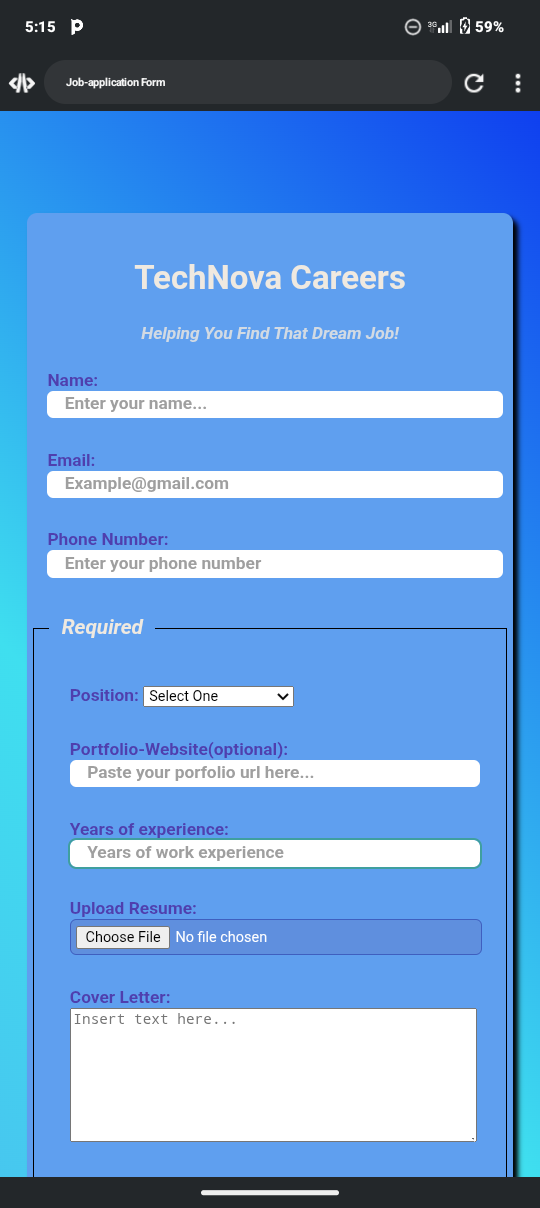 5:15
3G
59%
Job-application Form
TechNova Careers
Helping You Find That Dream Job!
Name:
Enter your name...
Email:
Example@gmail.com
Phone Number:
Enter your phone number
Required
Position: Select One
Portfolio-Website(optional):
Paste your porfolio url here...
Years of experience:
Years of work experience
Upload Resume:
Choose File No file chosen
Cover Letter:
Insert text here...